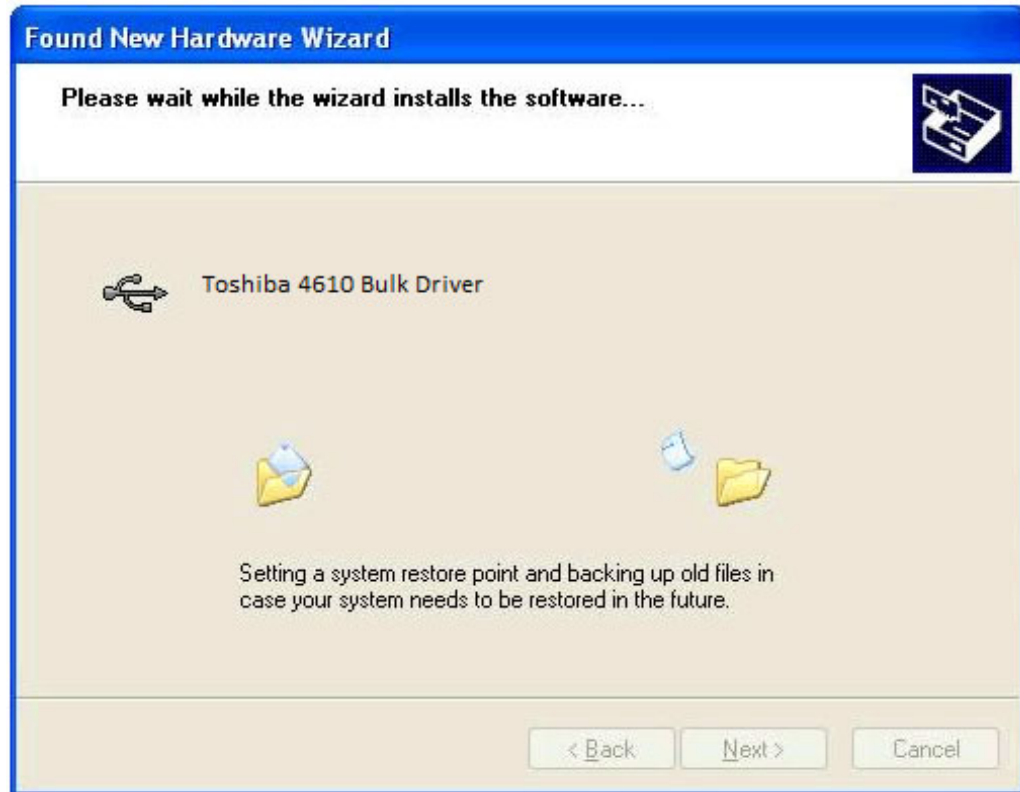 Found New Hardware Wizard
Please wait while the wizard installs the software...
Toshiba 4610 Bulk Driver
Setting a system restore point and backing up old files in
case your system needs to be restored in the future.
< Back Next > Cancel